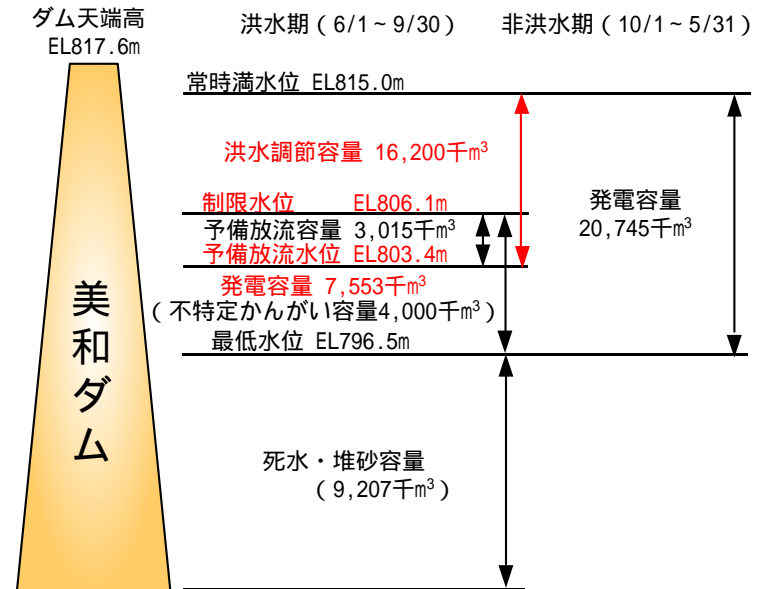 ダム天端高
EL817.6m
洪水期（6/1～9/30）
非洪水期（10/1～5/31）
常時満水位 EL815.0m
洪水調節容量 16,200千m³
制限水位 EL806.1m
予備放流容量 3,015千m³
予備放流水位 EL803.4m
発電容量 7,553千m³
（不特定かんがい容量4,000千m³）
最低水位 EL796.5m
発電容量
20,745千m³
美和ダム
死水・堆砂容量
（9,207千m³）